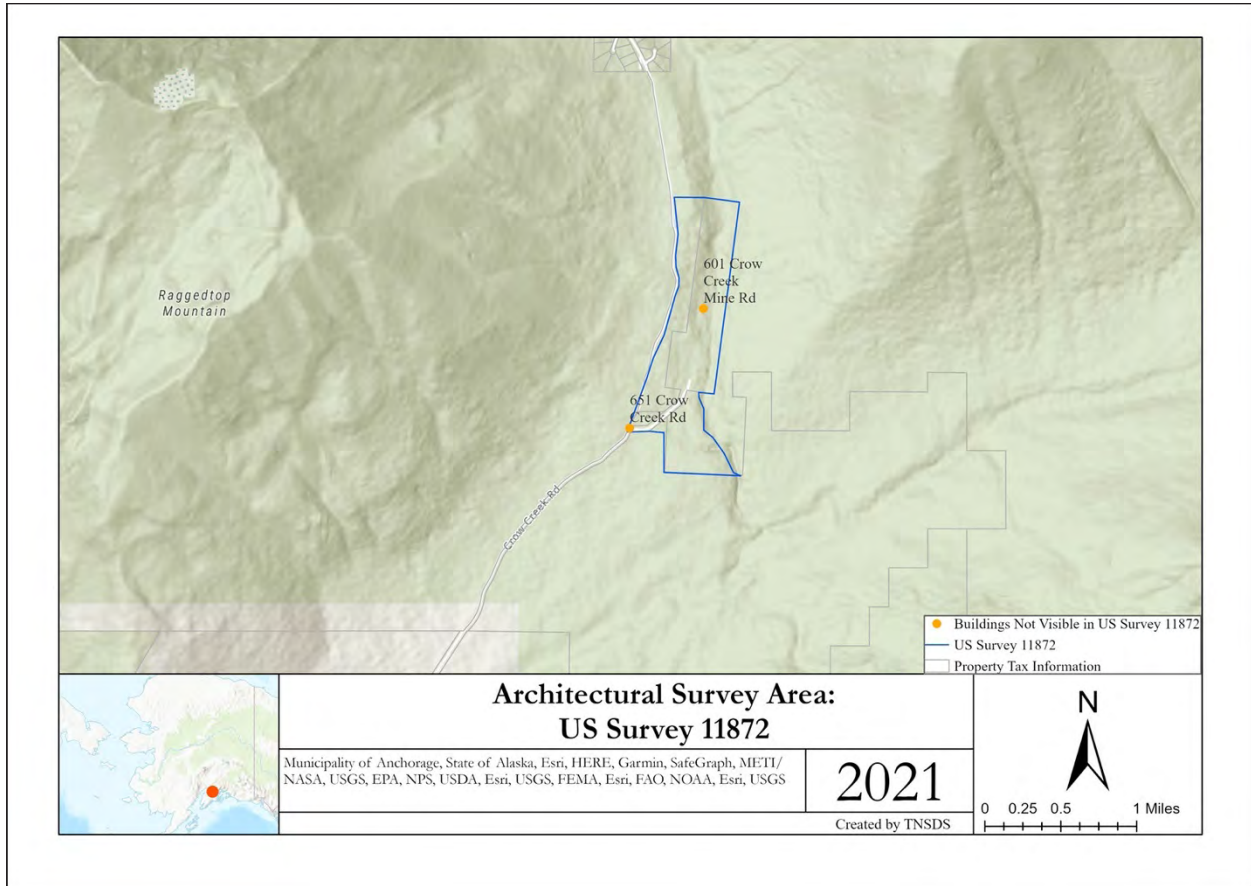 601 Crow
Creek
Mine Rd
Raggedtop
Mountain
651 Crow
Creek Rd
Crow Creek Rd
Buildings Not Visible in US Survey 11872
US Survey 11872
Property Tax Information
Architectural Survey Area:
US Survey 11872
Municipality of Anchorage, State of Alaska, Esri, HERE, Garmin, SafeGraph, METI/
NASA, USGS, EPA, NPS, USDA, Esri, USGS, FEMA, Esri, FAO, NOAA, Esri, USGS
2021
Created by TNSDS
N
0 0.25 0.5 1 Miles